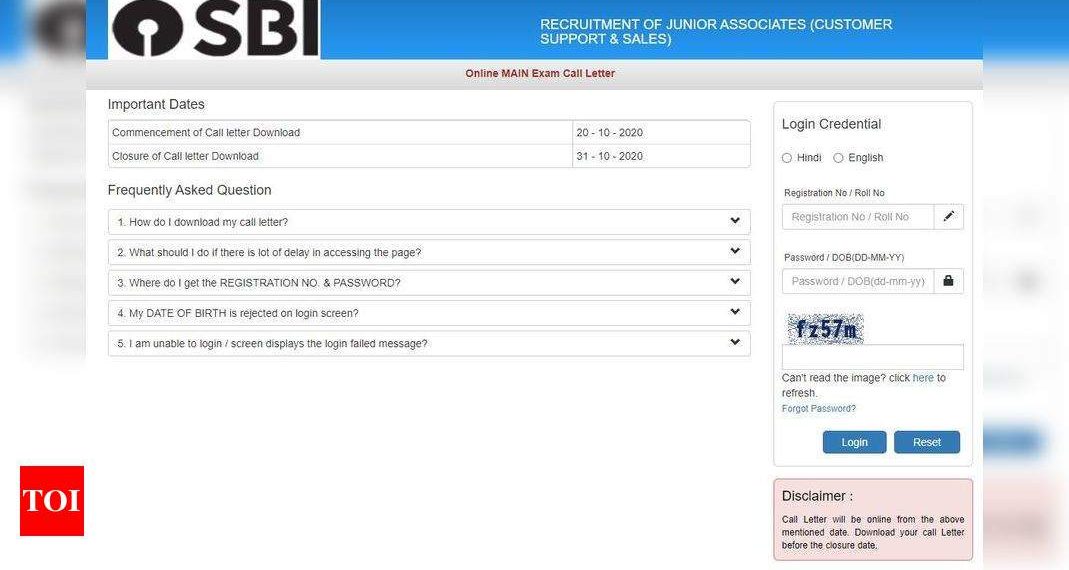 SBI
RECRUITMENT OF JUNIOR ASSOCIATES (CUSTOMER
SUPPORT & SALES)
Online MAIN Exam Call Letter
Important Dates
Commencement of Call letter Download 20 - 10 - 2020
Closure of Call letter Download 31 - 10 - 2020
Frequently Asked Question
1. How do I download my call letter?
2. What should I do if there is lot of delay in accessing the page?
3. Where do I get the REGISTRATION NO. & PASSWORD?
4. My DATE OF BIRTH is rejected on login screen?
5. I am unable to login / screen displays the login failed message?
Login Credential
Hindi English
Registration No / Roll No
Registration No / Roll No
Password / DOB(DD-MM-YY)
Password / DOB(dd-mm-yy)
fz57m
Can't read the image? click here to
refresh.
Forgot Password?
Login Reset
Disclaimer :
Call Letter will be online from the above
mentioned date. Download your call Letter
before the closure date.
TOI